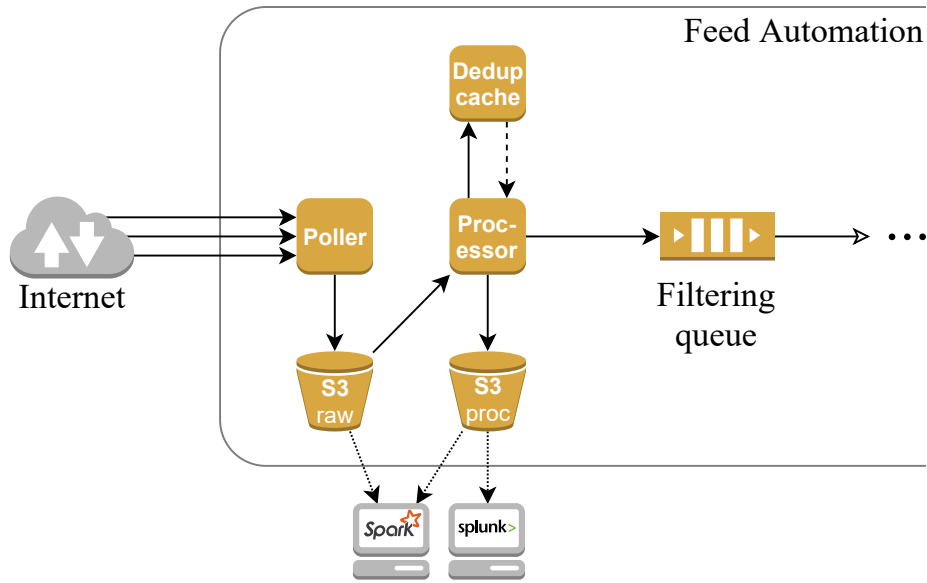 Feed Automation
Dedup
cache
Poller
Proc-
essor
Internet
Filtering
queue
...
S3
raw
S3
proc
Spark
splunk>